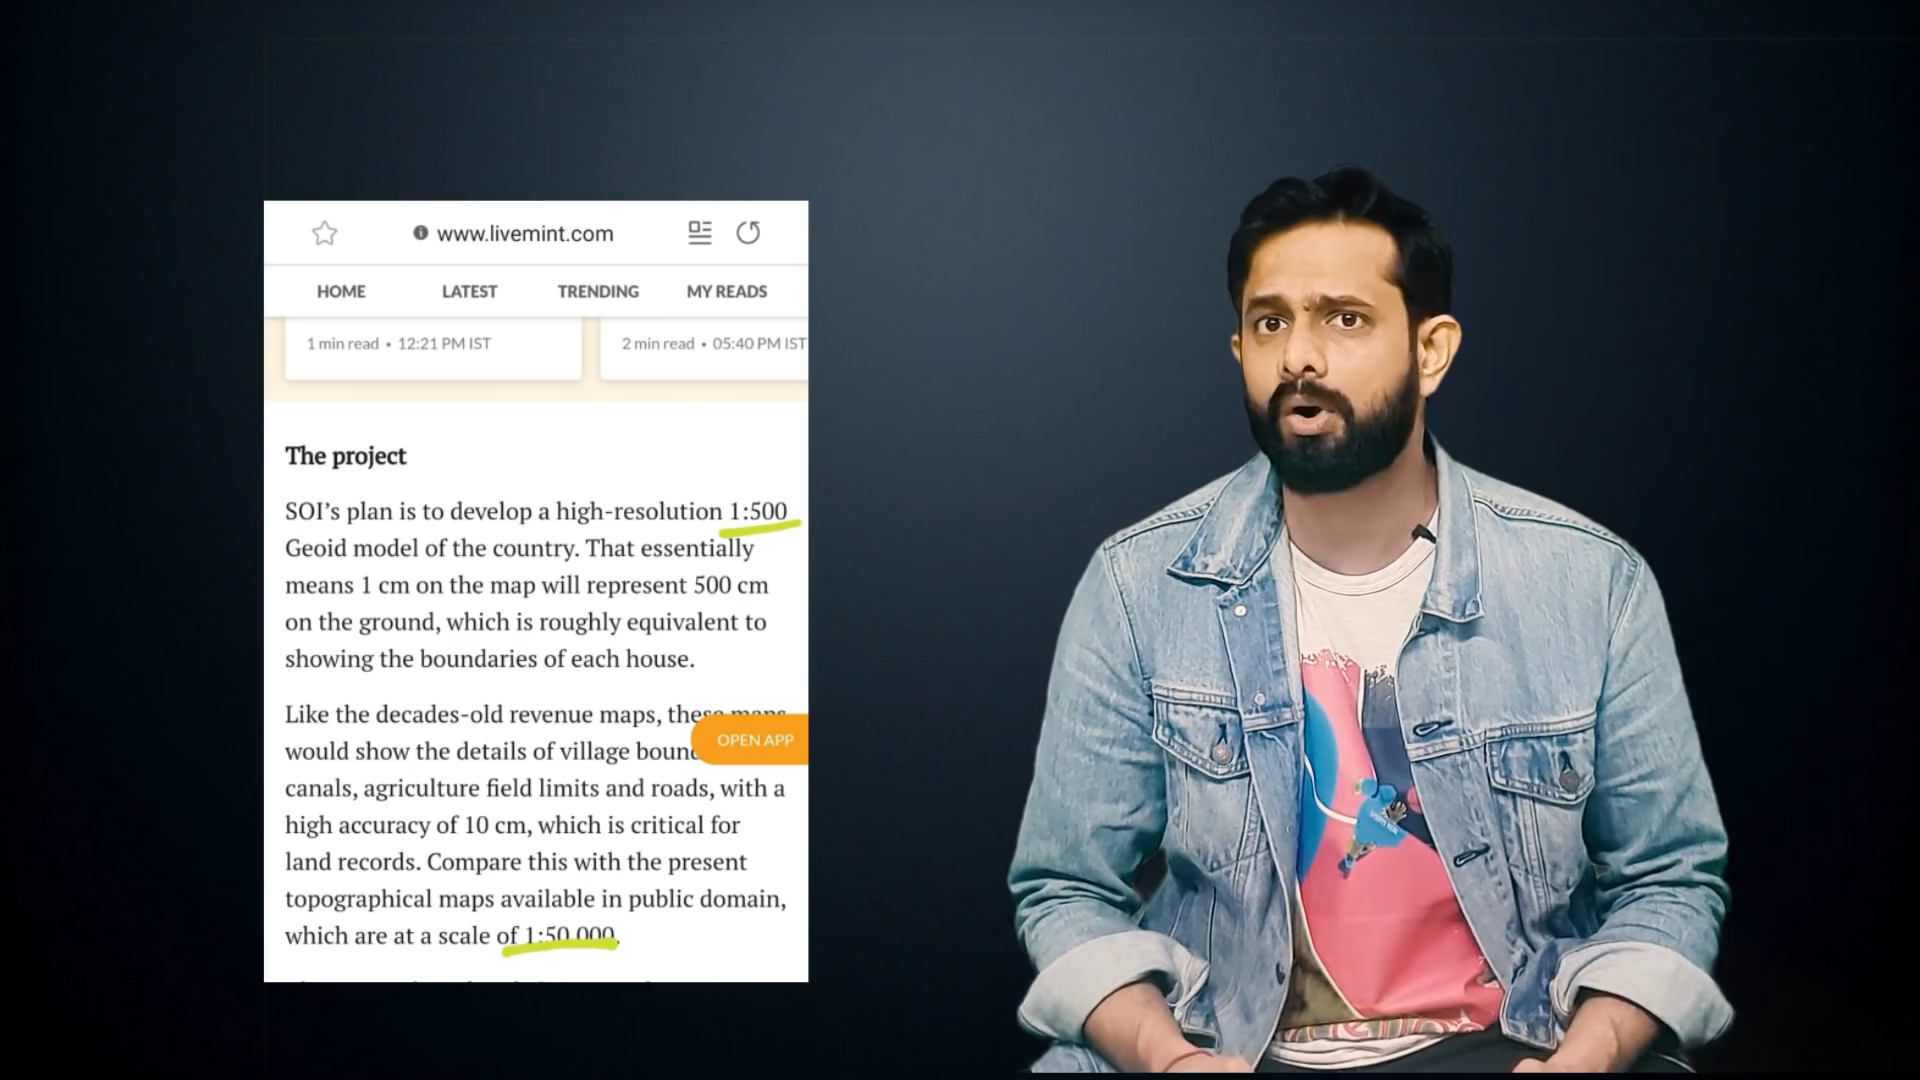 www.livemint.com
HOME LATEST TRENDING MY READS
1 min read • 12:21 PM IST 2 min read • 05:40 PM IST
The project
SOI’s plan is to develop a high-resolution 1:500
Geoid model of the country. That essentially
means 1 cm on the map will represent 500 cm
on the ground, which is roughly equivalent to
showing the boundaries of each house.
Like the decades-old revenue maps, these maps
would show the details of village
OPEN APP
canals, agriculture field limits and roads, with a
high accuracy of 10 cm, which is critical for
land records. Compare this with the present
topographical maps available in public domain,
which are at a scale of 1:50,000.